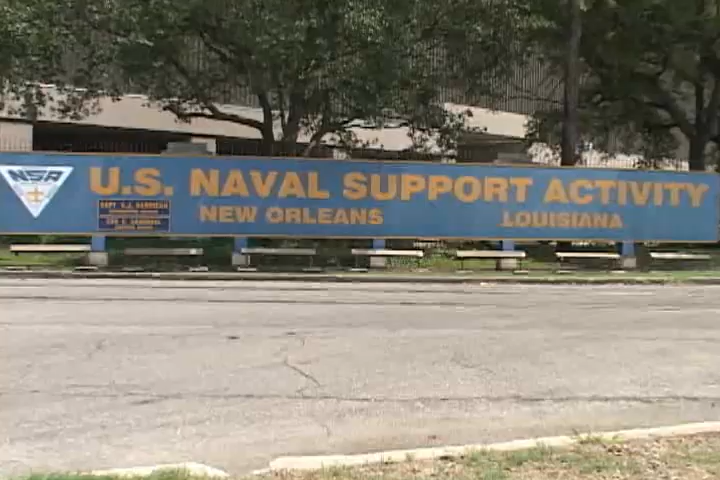 NSA
U.S. NAVAL SUPPORT ACTIVITY
NEW ORLEANS LOUISIANA